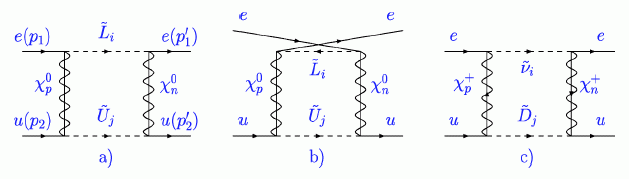 e(p₁) L̃ᵢ e(p′₁) e e e ν̃ᵢ e
χ⁰ₚ χ⁰ₙ χ⁰ₚ L̃ᵢ χ⁰ₙ χ⁺ₚ χ⁺ₙ
u(p₂) Ũⱼ u(p′₂) u Ũⱼ u u D̃ⱼ u
a) b) c)